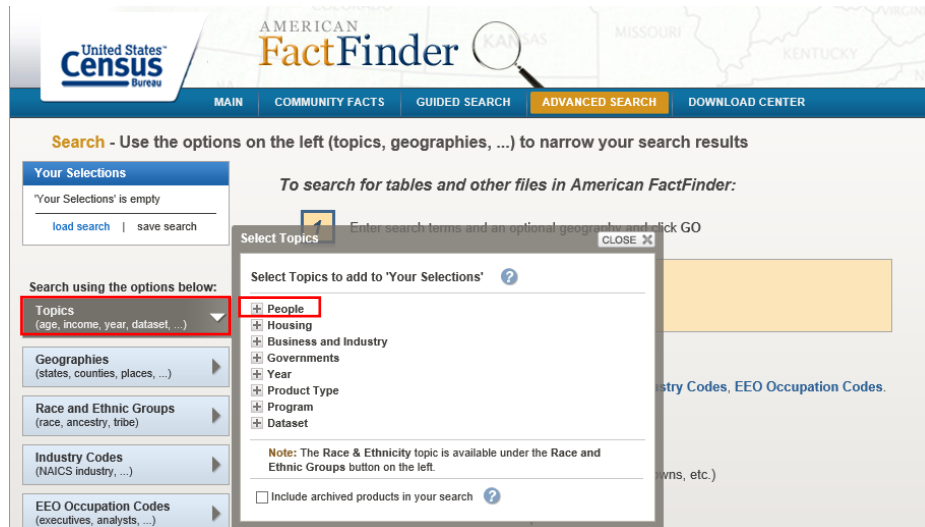 United States™
Census
Bureau
AMERICAN
FactFinder
KANSAS
MISSOURI
KENTUCKY
MAIN
COMMUNITY FACTS
GUIDED SEARCH
ADVANCED SEARCH
DOWNLOAD CENTER
Search - Use the options on the left (topics, geographies, ...) to narrow your search results
Your Selections
'Your Selections' is empty
load search | save search
To search for tables and other files in American FactFinder:
1 Enter search terms and an optional geography and click GO
Select Topics
CLOSE X
Select Topics to add to 'Your Selections' ?
People
Housing
Business and Industry
Governments
Year
Product Type
Program
Dataset
Note: The Race & Ethnicity topic is available under the Race and
Ethnic Groups button on the left.
Include archived products in your search ?
Search using the options below:
Topics
(age, income, year, dataset, ...)
Geographies
(states, counties, places, ...)
Race and Ethnic Groups
(race, ancestry, tribe)
Industry Codes
(NAICS industry, ...)
EEO Occupation Codes
(executives, analysts, ...)
stry Codes, EEO Occupation Codes.
owns, etc.)